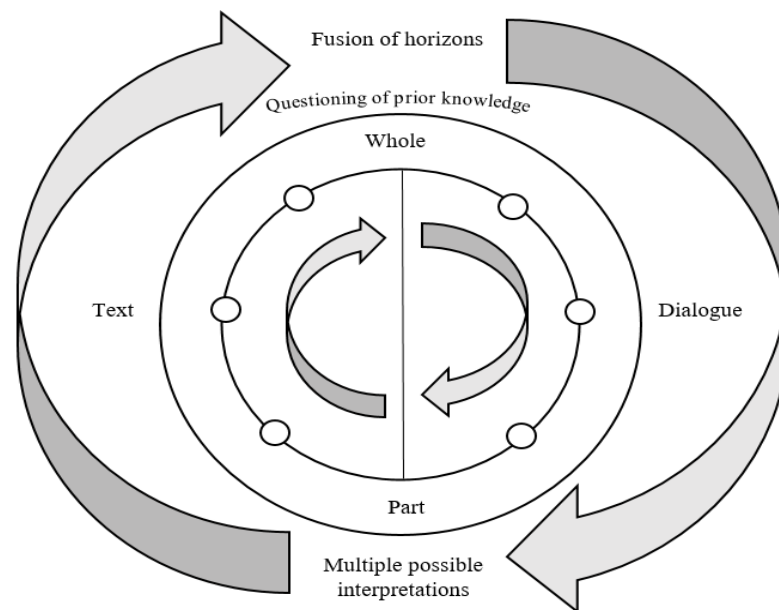 Fusion of horizons
Questioning of prior knowledge
Whole
Text
Dialogue
Part
Multiple possible
interpretations